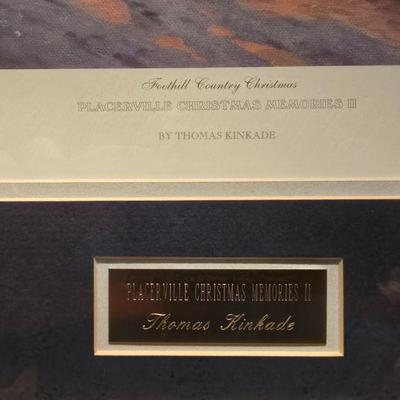 Foothill Country Christmas
PLACERVILLE CHRISTMAS MEMORIES II
BY THOMAS KINKADE
PLACERVILLE CHRISTMAS MEMORIES II
Thomas Kinkade